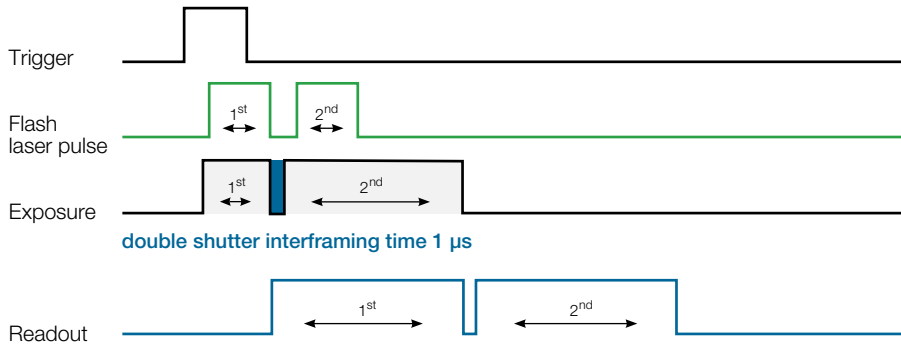 Trigger
1st 2nd
Flash
laser pulse
1st 2nd
Exposure
double shutter interframing time 1 µs
1st 2nd
Readout